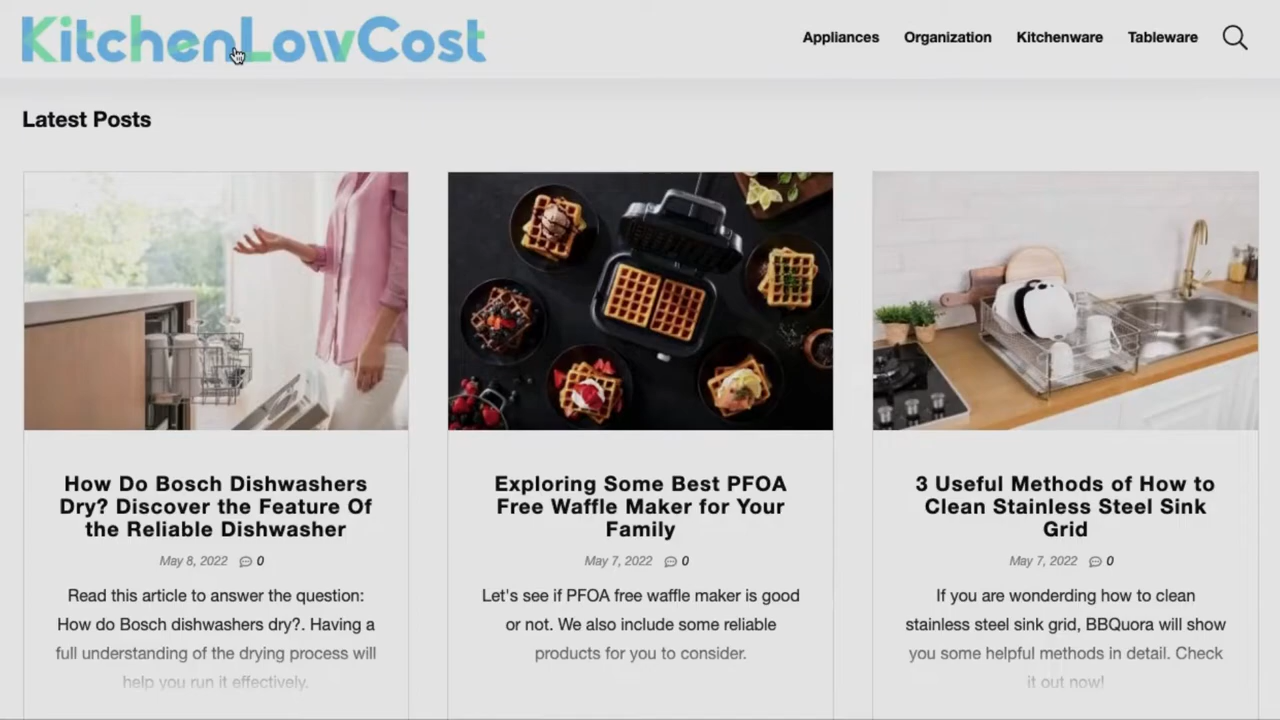 KitchenLowCost
Appliances Organization Kitchenware Tableware
Latest Posts
How Do Bosch Dishwashers
Dry? Discover the Feature Of
the Reliable Dishwasher
May 8, 2022 0
Read this article to answer the question:
How do Bosch dishwashers dry?. Having a
full understanding of the drying process will
help you run it effectively.
Exploring Some Best PFOA
Free Waffle Maker for Your
Family
May 7, 2022 0
Let's see if PFOA free waffle maker is good
or not. We also include some reliable
products for you to consider.
3 Useful Methods of How to
Clean Stainless Steel Sink
Grid
May 7, 2022 0
If you are wonderding how to clean
stainless steel sink grid, BBQuora will show
you some helpful methods in detail. Check
it out now!